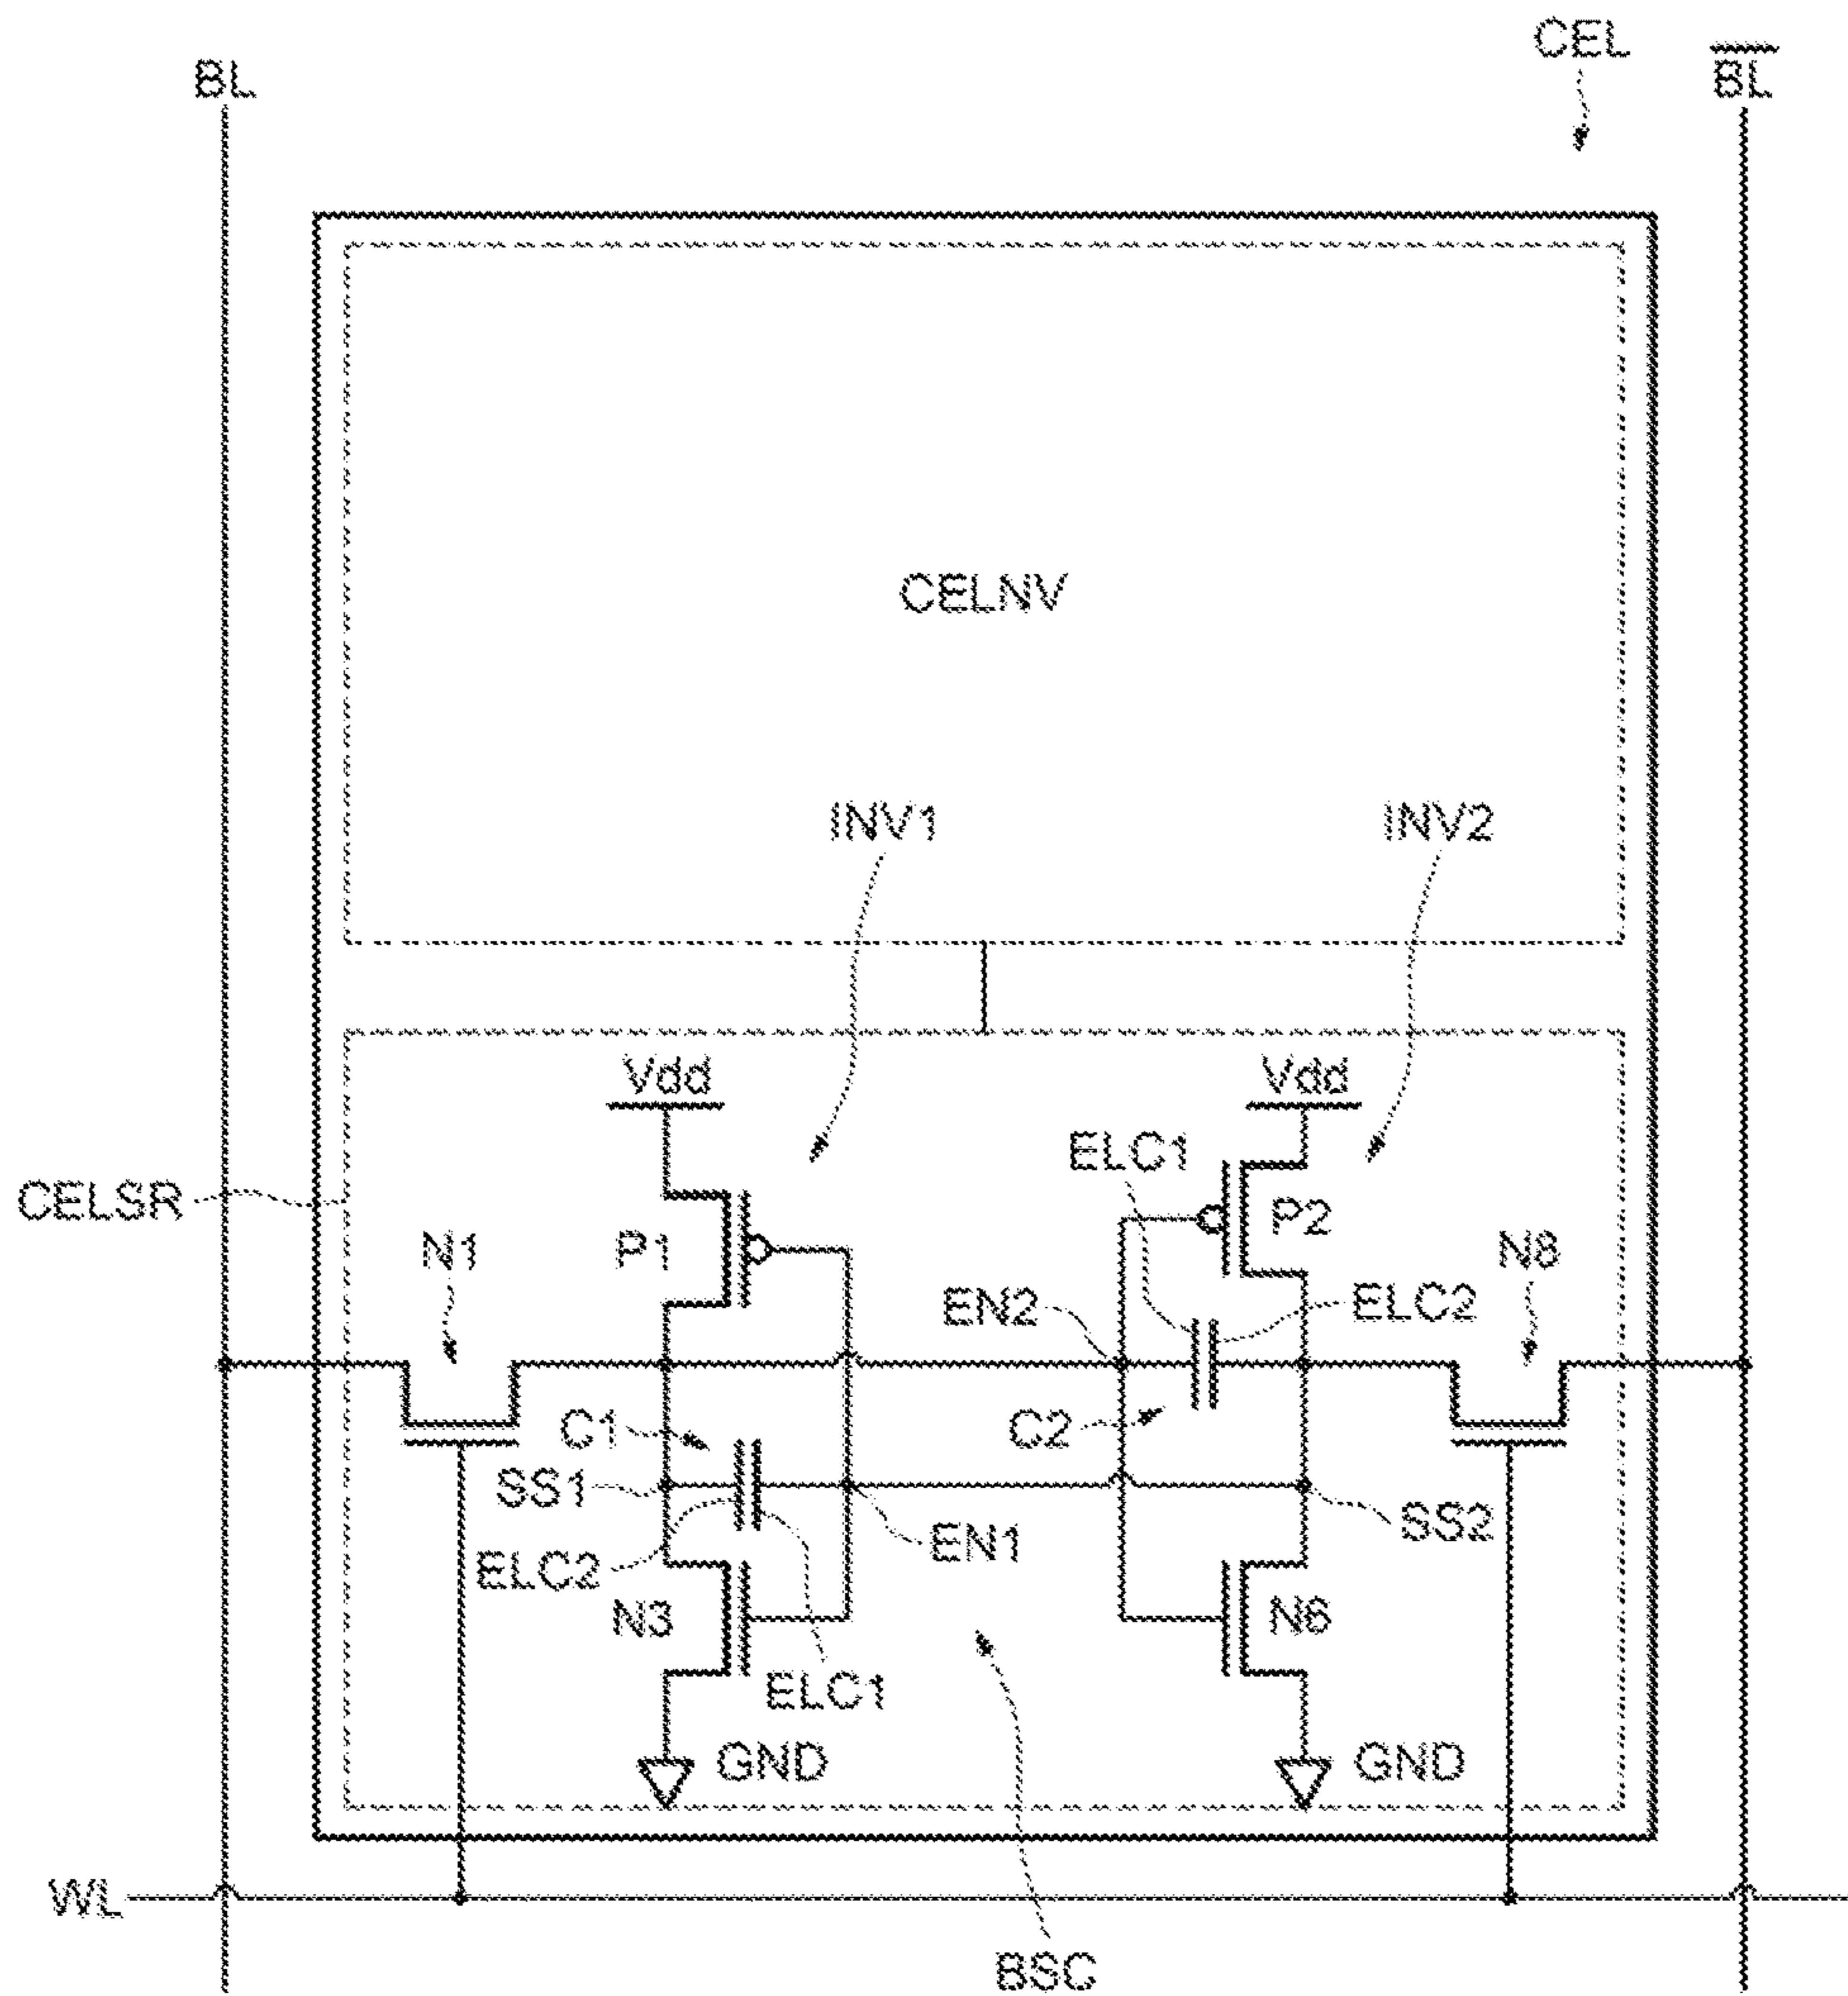 CEL
BL
BL
CELNV
INV1
INV2
Vdd
Vdd
ELC1
P2
CELSR
N1
P1
N8
EN2
ELC2
C1
C2
SS1
SS2
EN1
ELC2
N3
N6
ELC1
GND
GND
WL
BSC